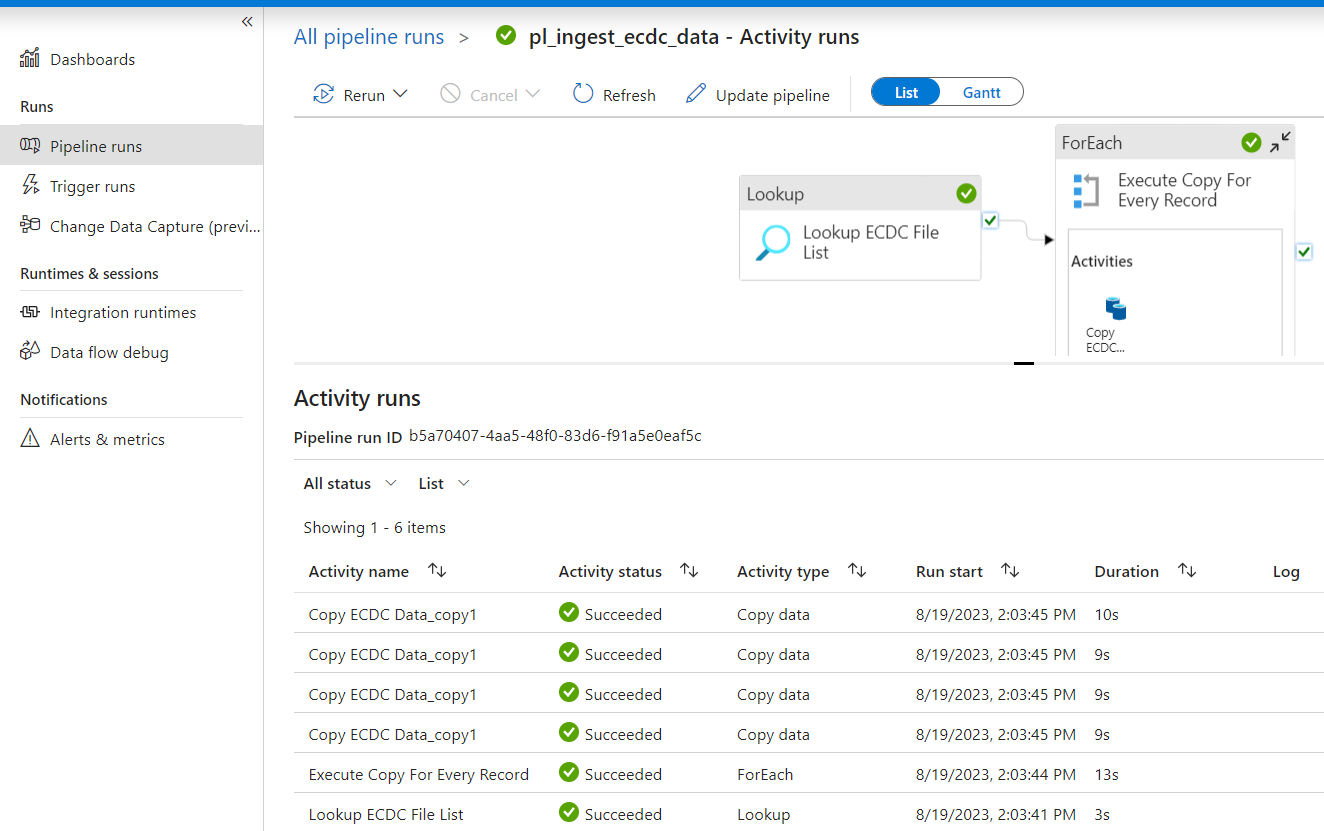 Dashboards
Runs
Pipeline runs
Trigger runs
Change Data Capture (previ...
Runtimes & sessions
Integration runtimes
Data flow debug
Notifications
Alerts & metrics
All pipeline runs > pl_ingest_ecdc_data - Activity runs
Rerun Cancel Refresh Update pipeline List Gantt
Lookup
Lookup ECDC File
List
ForEach
Execute Copy For
Every Record
Activities
Copy
ECDC...
Activity runs
Pipeline run ID b5a70407-4aa5-48f0-83d6-f91a5e0eaf5c
All status List
Showing 1 - 6 items
Activity name Activity status Activity type Run start Duration Log
Copy ECDC Data_copy1 Succeeded Copy data 8/19/2023, 2:03:45 PM 10s
Copy ECDC Data_copy1 Succeeded Copy data 8/19/2023, 2:03:45 PM 9s
Copy ECDC Data_copy1 Succeeded Copy data 8/19/2023, 2:03:45 PM 9s
Copy ECDC Data_copy1 Succeeded Copy data 8/19/2023, 2:03:45 PM 9s
Execute Copy For Every Record Succeeded ForEach 8/19/2023, 2:03:44 PM 13s
Lookup ECDC File List Succeeded Lookup 8/19/2023, 2:03:41 PM 3s